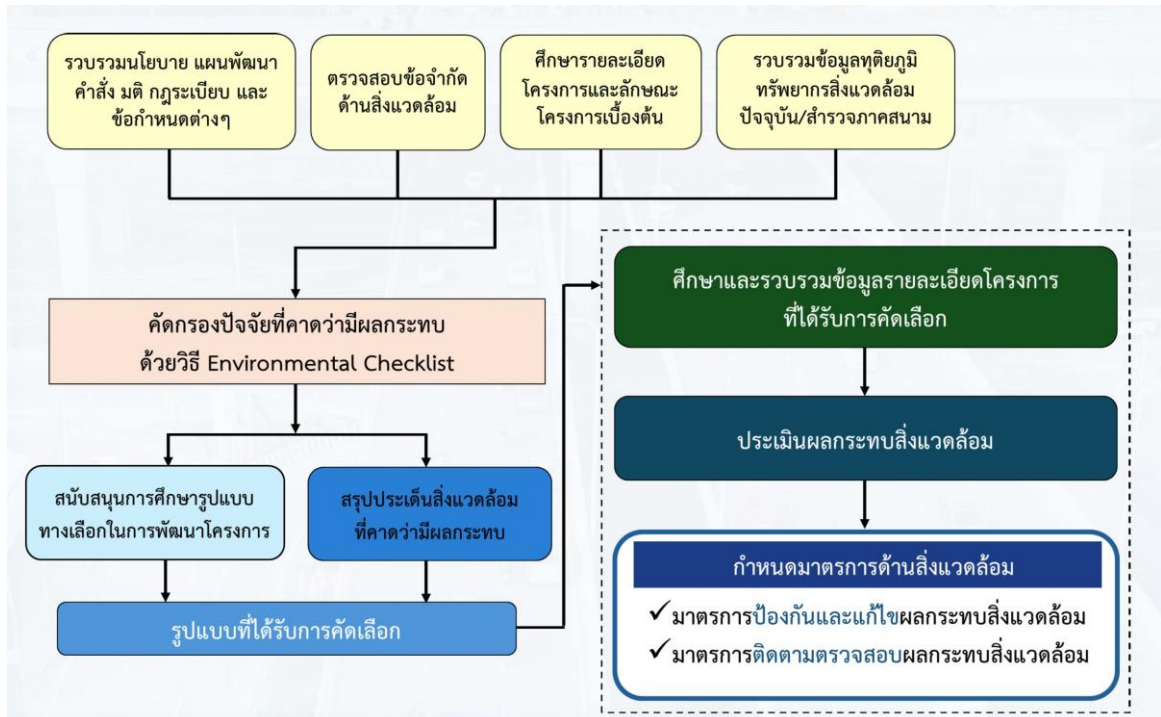 รวบรวมนโยบาย แผนพัฒนา
คำสั่ง มติ กฎระเบียบ และ
ข้อกำหนดต่างๆ
ตรวจสอบข้อจำกัด
ด้านสิ่งแวดล้อม
ศึกษารายละเอียด
โครงการและลักษณะ
โครงการเบื้องต้น
รวบรวมข้อมูลทุติยภูมิ
ทรัพยากรสิ่งแวดล้อม
ปัจจุบัน/สำรวจภาคสนาม
คัดกรองปัจจัยที่คาดว่ามีผลกระทบ
ด้วยวิธี Environmental Checklist
สนับสนุนการศึกษารูปแบบ
ทางเลือกในการพัฒนาโครงการ
สรุปประเด็นสิ่งแวดล้อม
ที่คาดว่ามีผลกระทบ
รูปแบบที่ได้รับการคัดเลือก
ศึกษาและรวบรวมข้อมูลรายละเอียดโครงการ
ที่ได้รับการคัดเลือก
ประเมินผลกระทบสิ่งแวดล้อม
กำหนดมาตรการด้านสิ่งแวดล้อม
✓ มาตรการป้องกันและแก้ไขผลกระทบสิ่งแวดล้อม
✓ มาตรการติดตามตรวจสอบผลกระทบสิ่งแวดล้อม